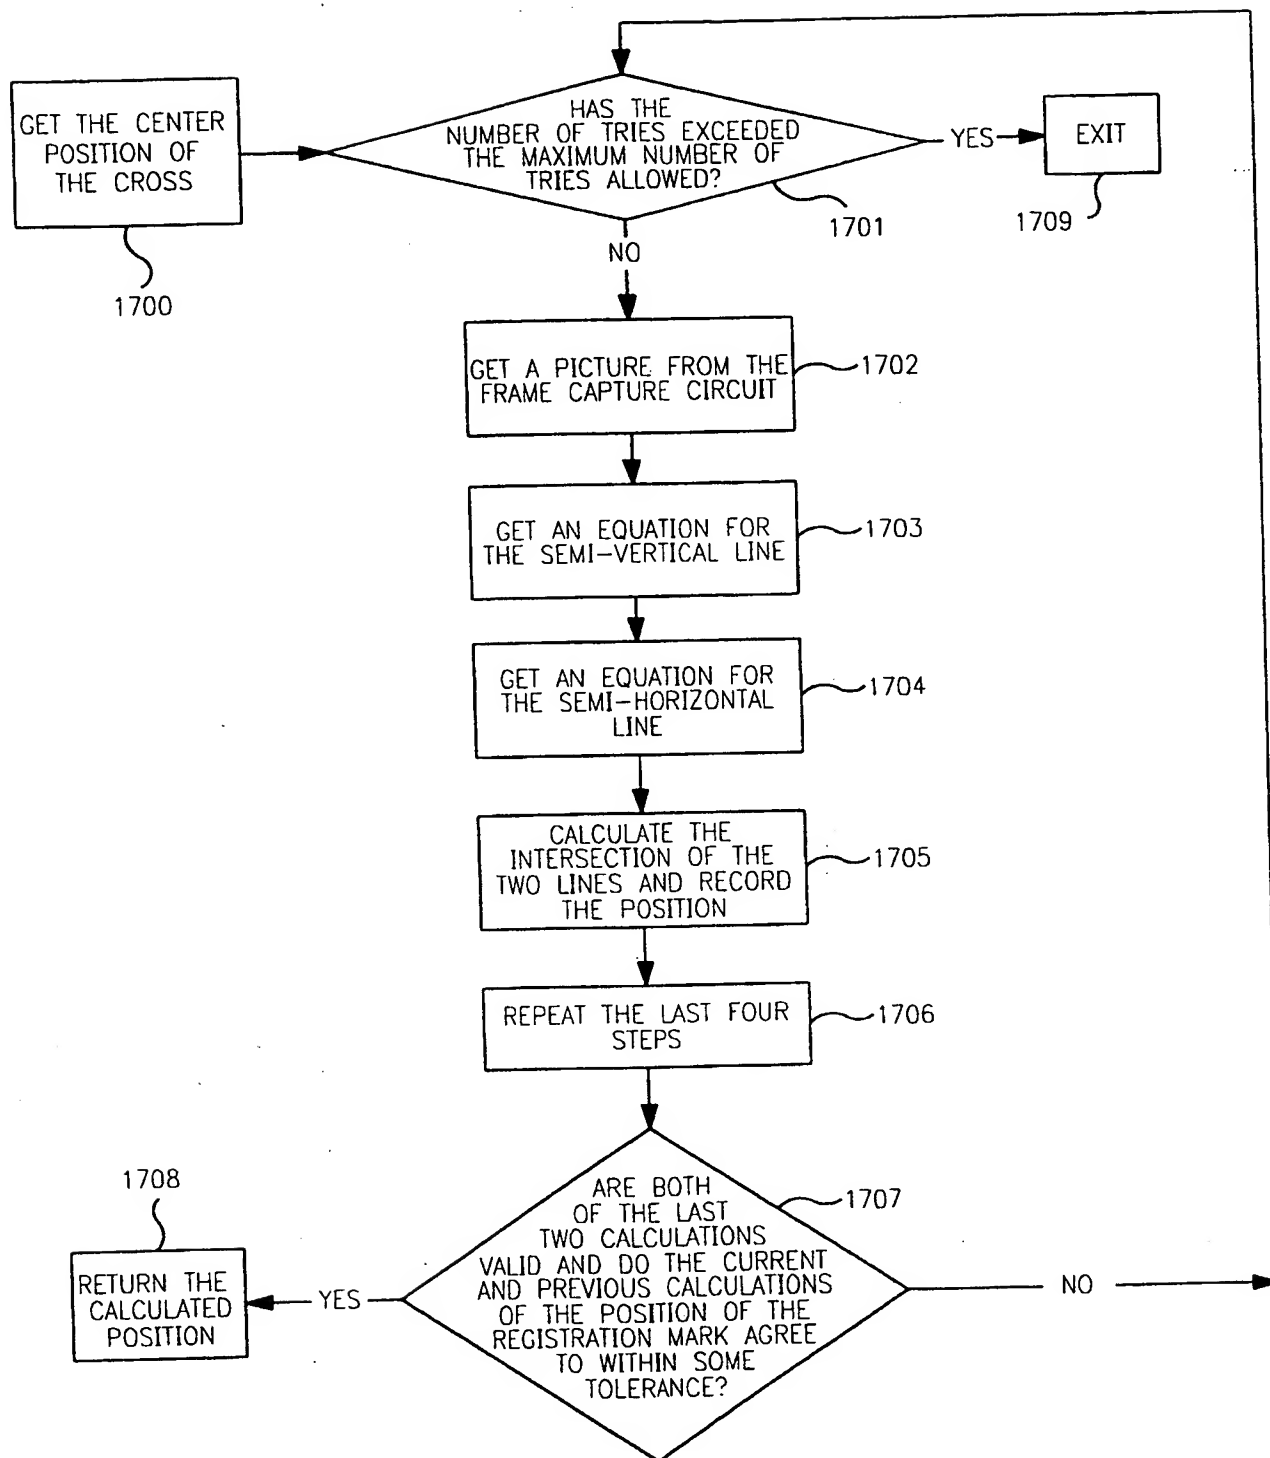 GET THE CENTER
POSITION OF
THE CROSS
1700
HAS THE
NUMBER OF TRIES EXCEEDED
THE MAXIMUM NUMBER OF
TRIES ALLOWED?
1701
YES
EXIT
1709
NO
GET A PICTURE FROM THE
FRAME CAPTURE CIRCUIT
1702
GET AN EQUATION FOR
THE SEMI-VERTICAL LINE
1703
GET AN EQUATION FOR
THE SEMI-HORIZONTAL
LINE
1704
CALCULATE THE
INTERSECTION OF THE
TWO LINES AND RECORD
THE POSITION
1705
REPEAT THE LAST FOUR
STEPS
1706
ARE BOTH
OF THE LAST
TWO CALCULATIONS
VALID AND DO THE CURRENT
AND PREVIOUS CALCULATIONS
OF THE POSITION OF THE
REGISTRATION MARK AGREE
TO WITHIN SOME
TOLERANCE?
1707
YES
1708
RETURN THE
CALCULATED
POSITION
NO